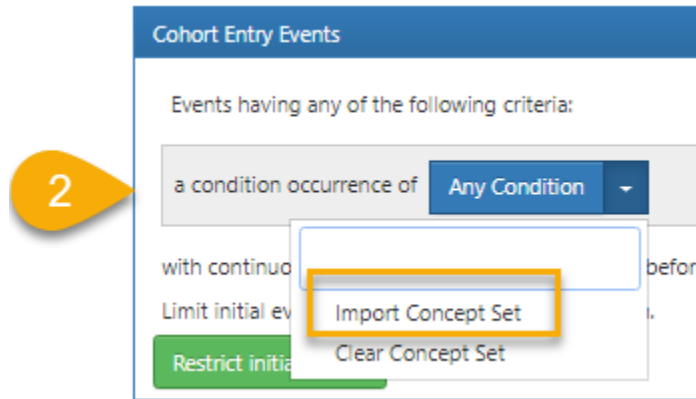 Cohort Entry Events
Events having any of the following criteria:
2
a condition occurrence of Any Condition
with continuo
Limit initial ev
Import Concept Set
Clear Concept Set
Restrict initia